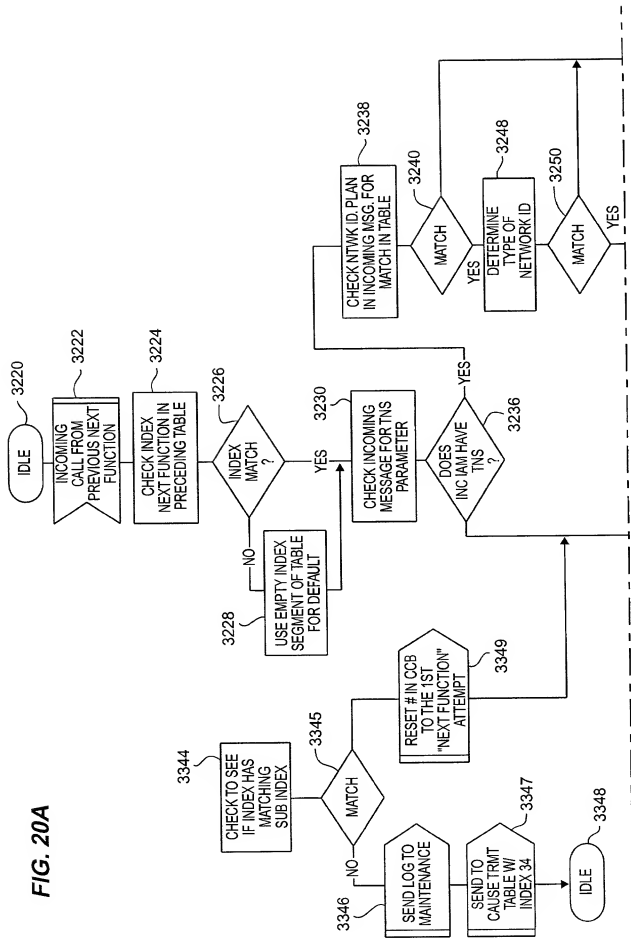 FIG. 20A
3220
IDLE
3222
INCOMING
CALL FROM
PREVIOUS NEXT
FUNCTION
3224
CHECK INDEX
NEXT FUNCTION IN
PRECEDING TABLE
3226
INDEX
MATCH
?
NO
YES
3228
USE EMPTY INDEX
SEGMENT OF TABLE
FOR DEFAULT
3230
CHECK INCOMING
MESSAGE FOR TNS
PARAMETER
3236
DOES
INC IAM HAVE
TNS
?
YES
3238
CHECK NTWK ID. PLAN
IN INCOMING MSG. FOR
MATCH IN TABLE
3240
MATCH
YES
3248
DETERMINE
TYPE OF
NETWORK ID
3250
MATCH
YES
3344
CHECK TO SEE
IF INDEX HAS
MATCHING
SUB INDEX
3345
MATCH
NO
3346
SEND LOG TO
MAINTENANCE
3347
SEND TO
CAUSE TRMT
TABLE W/
INDEX 34
3348
IDLE
3349
RESET # IN CCB
TO THE 1ST
"NEXT FUNCTION"
ATTEMPT